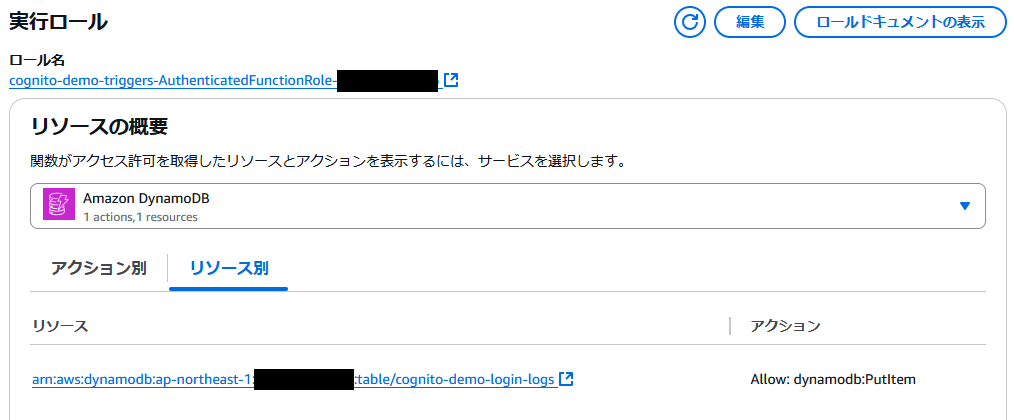 実行ロール
編集
ロールドキュメントの表示
ロール名
cognito-demo-triggers-AuthenticatedFunctionRole-
リソースの概要
関数がアクセス許可を取得したリソースとアクションを表示するには、サービスを選択します。
Amazon DynamoDB
1 actions,1 resources
アクション別
リソース別
リソース
アクション
arn:aws:dynamodb:ap-northeast-1: :table/cognito-demo-login-logs
Allow: dynamodb:PutItem